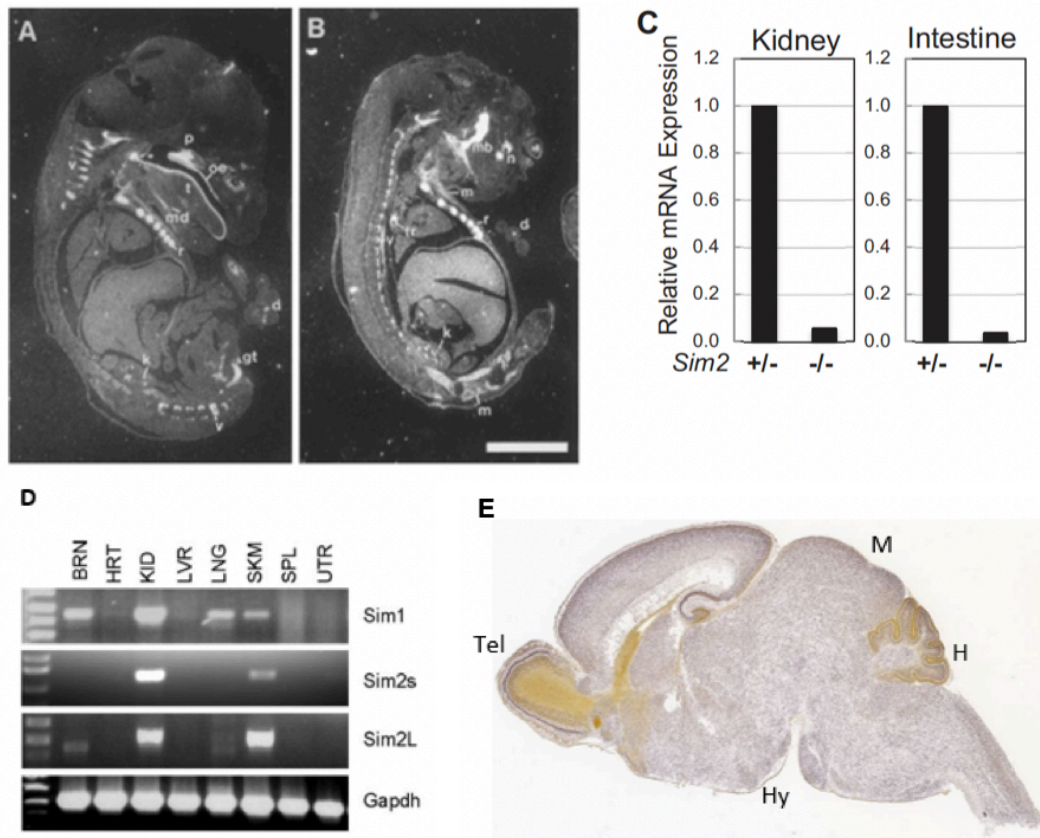 A
v
p
oe
t
md
r
d
k
gt
v
B
mb
n
m
r
d
v
k
m
C
Kidney
Intestine
Relative mRNA Expression
1.2
1.0
0.8
0.6
0.4
0.2
0.0
1.2
1.0
0.8
0.6
0.4
0.2
0.0
Sim2 +/- -/- +/- -/-
D
BRN HRT KID LVR LNG SKM SPL UTR
Sim1
Sim2s
Sim2L
Gapdh
E
M
Tel
H
Hy